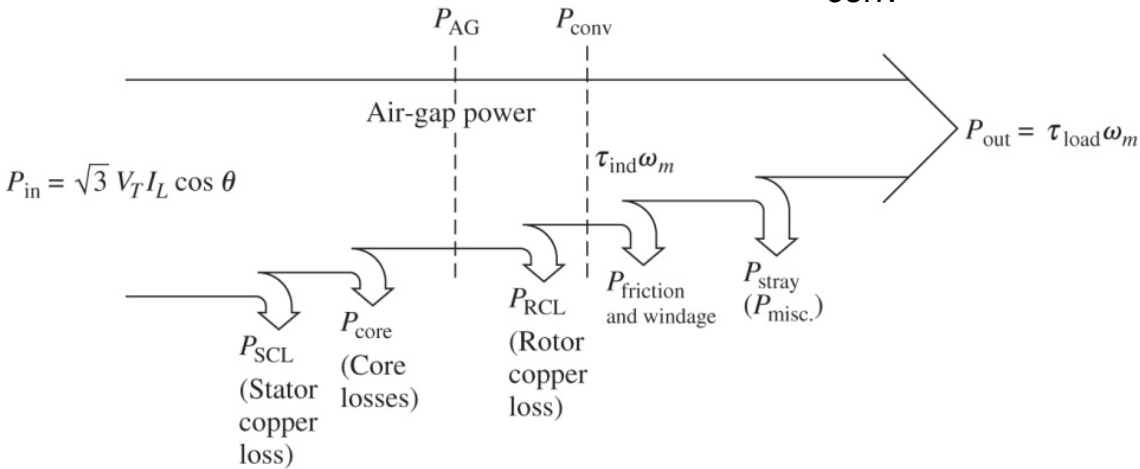 conv
P_AG
P_conv
Air-gap power
P_out = τ_load ω_m
τ_ind ω_m
P_in = √3 V_T I_L cos θ
P_SCL
(Stator
copper
loss)
P_core
(Core
losses)
P_RCL
(Rotor
copper
loss)
P_friction
and windage
P_stray
(P_misc.)